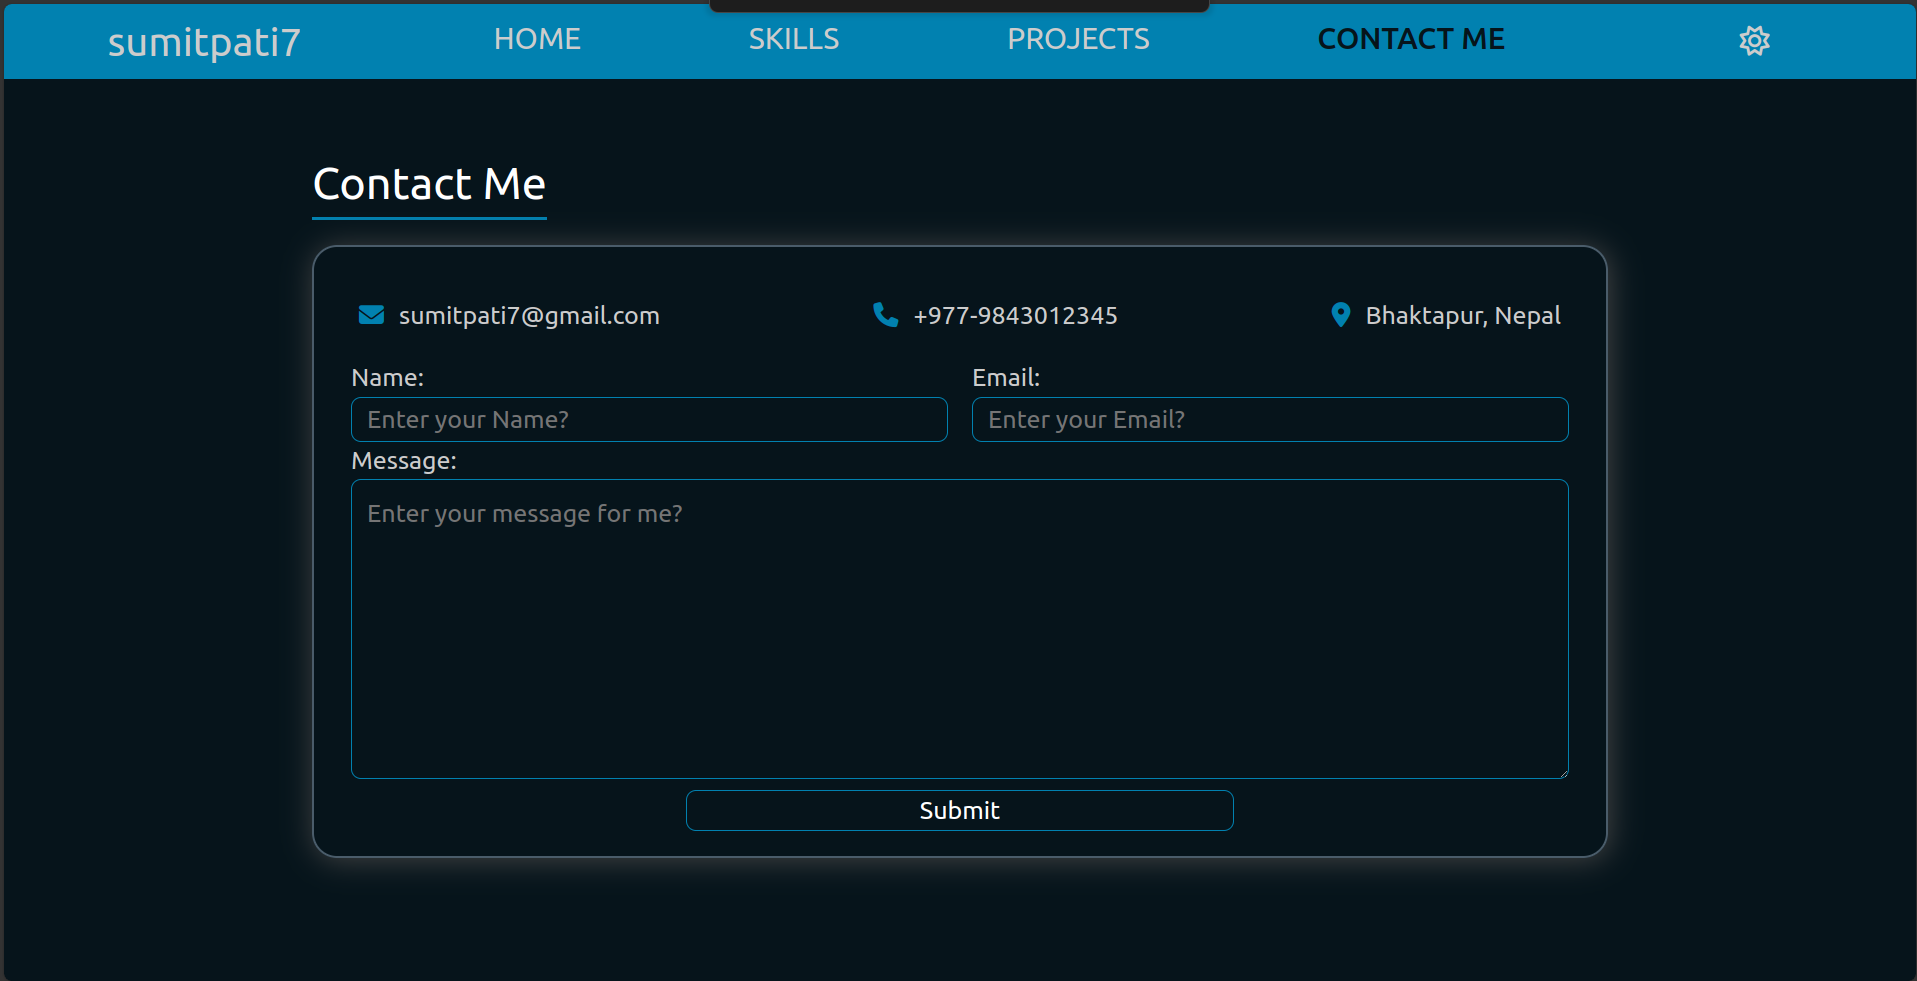 sumitpati7 HOME SKILLS PROJECTS CONTACT ME
Contact Me
sumitpati7@gmail.com +977-9843012345 Bhaktapur, Nepal
Name: Email:
Enter your Name? Enter your Email?
Message:
Enter your message for me?
Submit